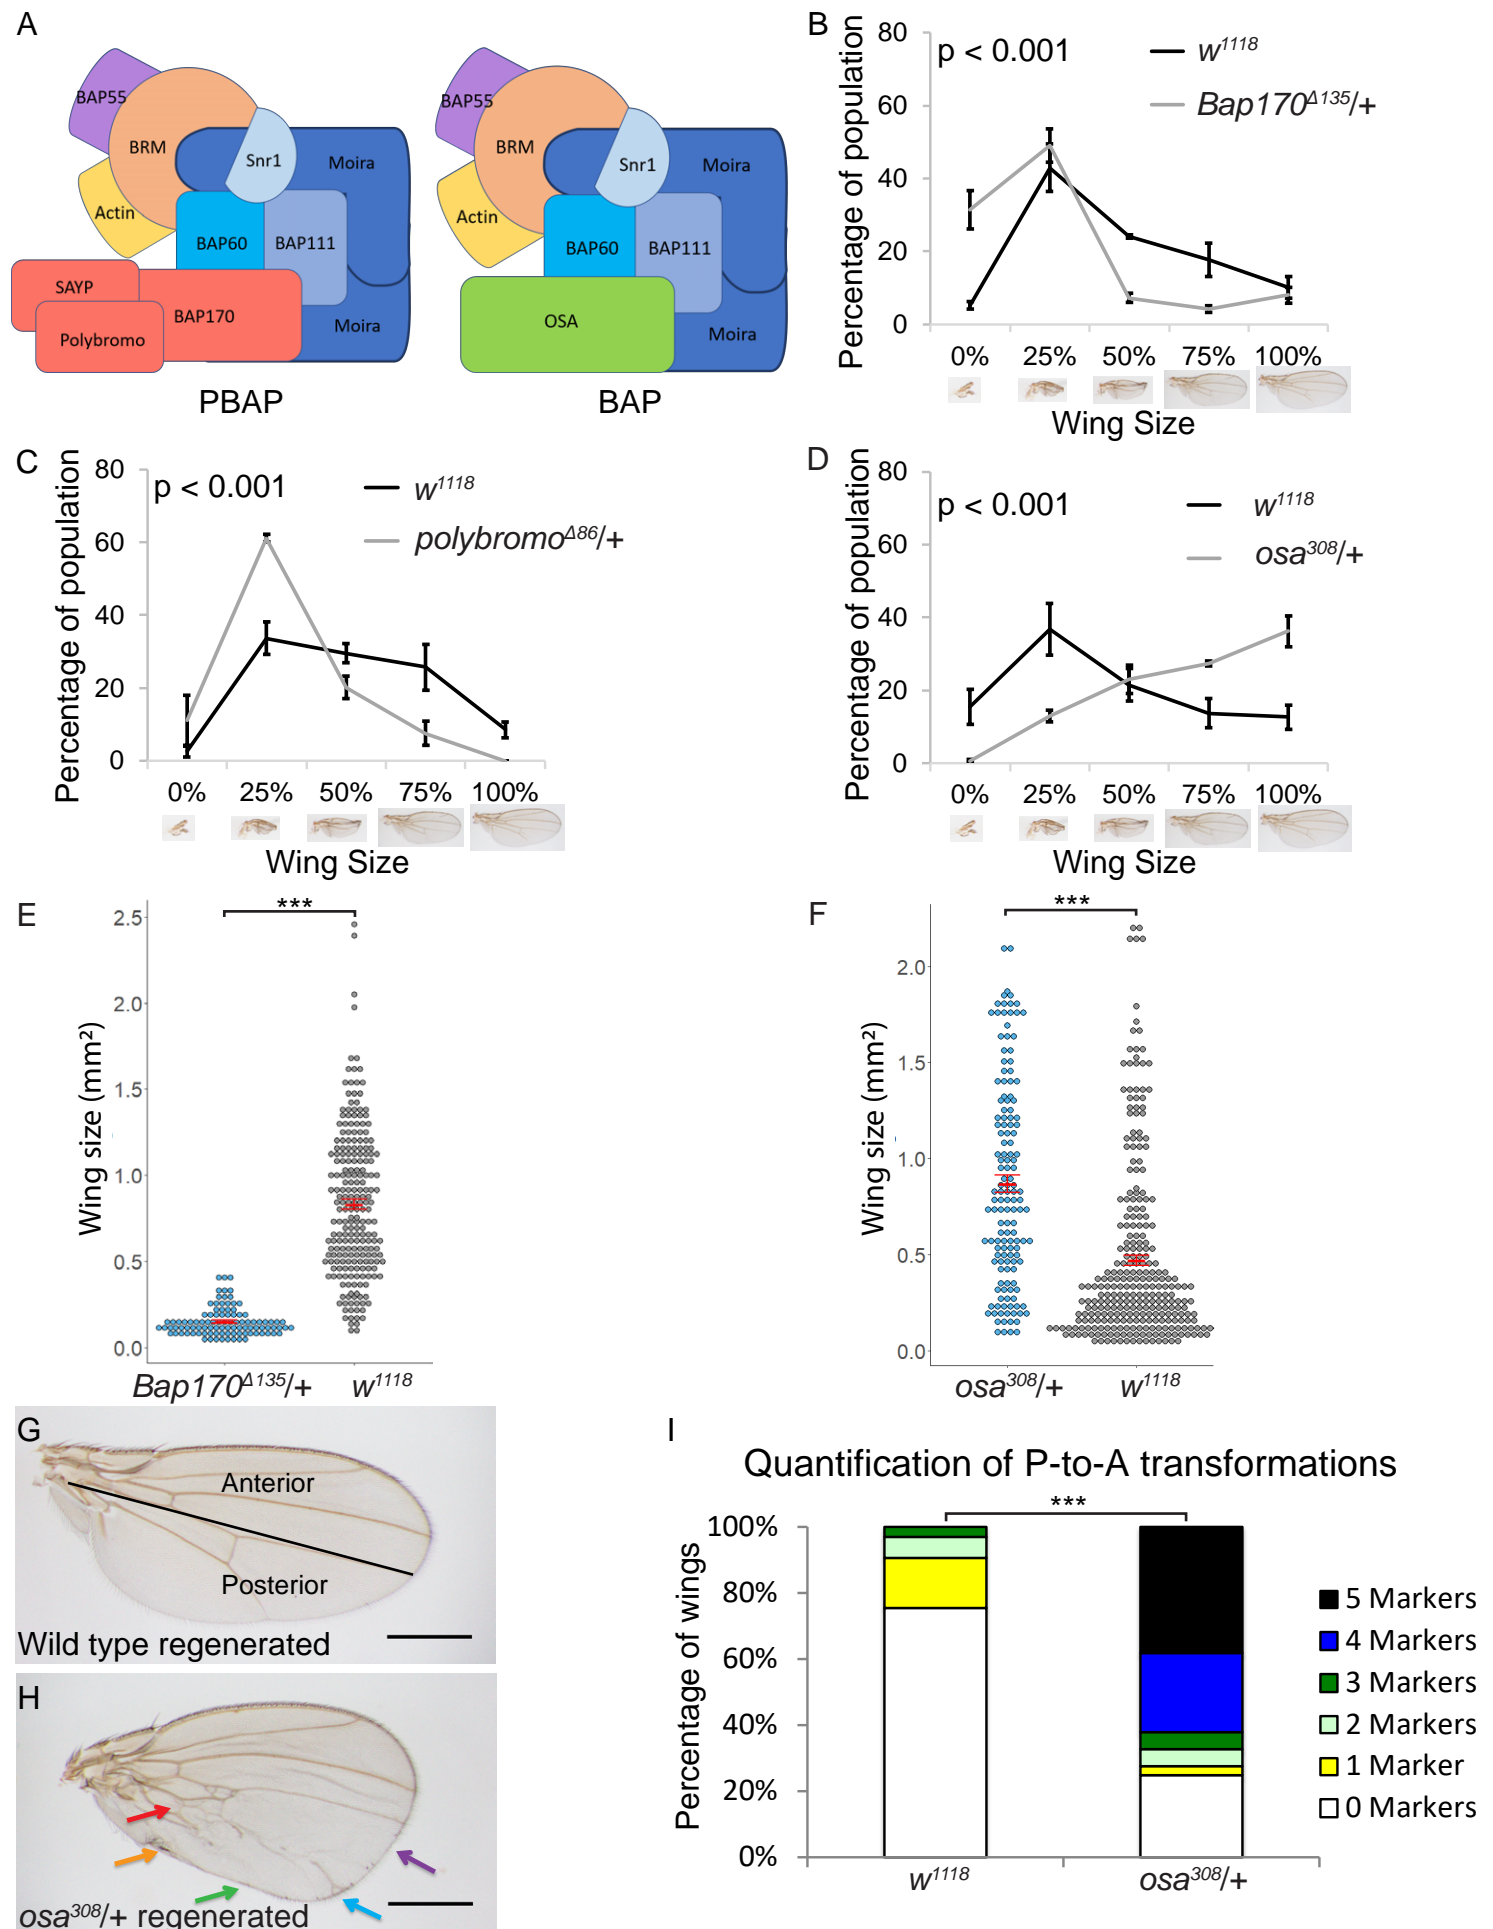 A
BAP55
BRM
Snr1
Moira
Actin
BAP60
BAP111
SAYP
BAP170
Polybromo
Moira
PBAP
BAP55
BRM
Snr1
Moira
Actin
BAP60
BAP111
OSA
Moira
BAP
B
Percentage of population
80
60
40
20
0
p < 0.001
w1118
Bap170Δ135/+
0% 25% 50% 75% 100%
Wing Size
C
Percentage of population
80
60
40
20
0
p < 0.001
w1118
polybromoΔ86/+
0% 25% 50% 75% 100%
Wing Size
D
Percentage of population
80
60
40
20
0
p < 0.001
w1118
osa308/+
0% 25% 50% 75% 100%
Wing Size
E
Wing size (mm²)
2.5
2.0
1.5
1.0
0.5
0.0
***
Bap170Δ135/+ w1118
F
Wing size (mm²)
2.0
1.5
1.0
0.5
0.0
***
osa308/+ w1118
G
Anterior
Posterior
Wild type regenerated
H
osa308/+ regenerated
I
Quantification of P-to-A transformations
***
Percentage of wings
100%
80%
60%
40%
20%
0%
w1118 osa308/+
5 Markers
4 Markers
3 Markers
2 Markers
1 Marker
0 Markers